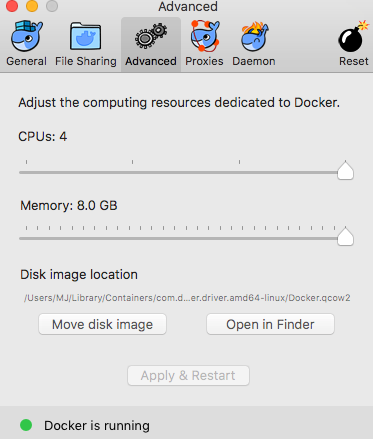 Advanced
General File Sharing Advanced Proxies Daemon Reset
Adjust the computing resources dedicated to Docker.
CPUs: 4
Memory: 8.0 GB
Disk image location
/Users/MJ/Library/Containers/com.d...er.driver.amd64-linux/Docker.qcow2
Move disk image Open in Finder
Apply & Restart
Docker is running